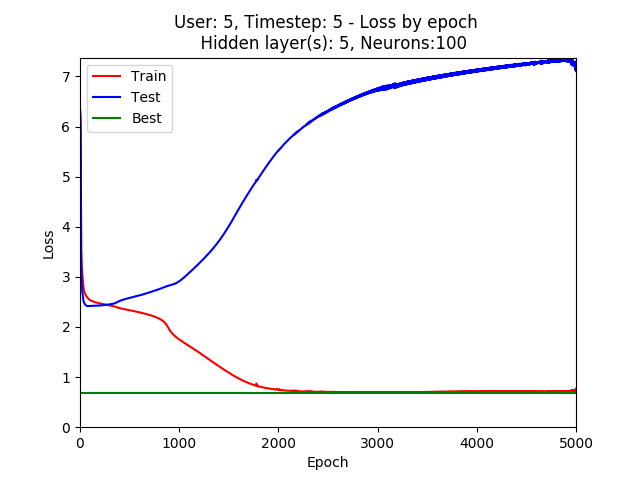 User: 5, Timestep: 5 - Loss by epoch
Hidden layer(s): 5, Neurons:100
Train
Test
Best
7
6
5
4
3
2
1
0
Loss
0 1000 2000 3000 4000 5000
Epoch